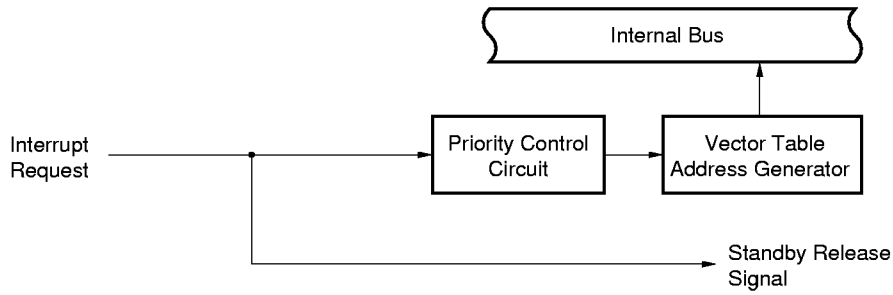 Internal Bus
Interrupt
Request
Priority Control
Circuit
Vector Table
Address Generator
Standby Release
Signal